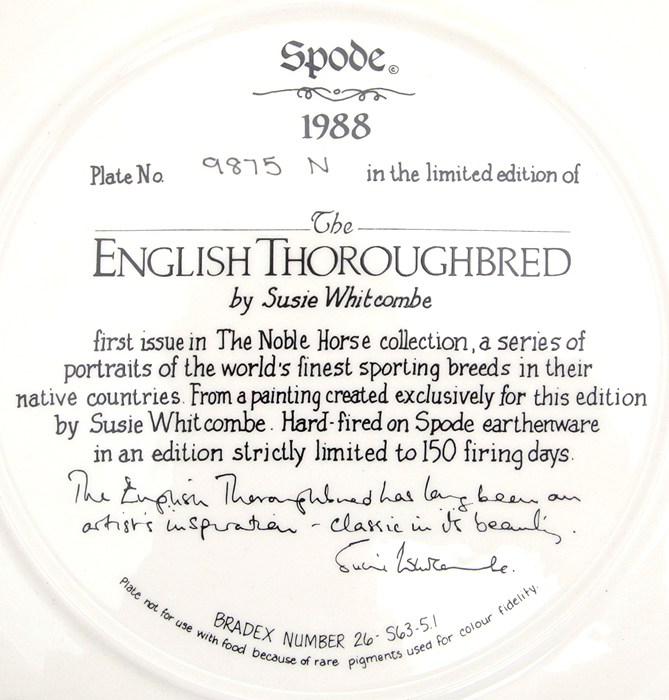 Spode ©
1988
Plate No. 9875 N in the limited edition of
The
ENGLISH THOROUGHBRED
by Susie Whitcombe
first issue in The Noble Horse collection, a series of
portraits of the world's finest sporting breeds in their
native countries. From a painting created exclusively for this edition
by Susie Whitcombe. Hard-fired on Spode earthenware
in an edition strictly limited to 150 firing days.
The English Thoroughbred has long been an
artist's inspiration - classic in its beauty.
Susie Whitcombe.
BRADEX NUMBER 26-S63-5.1
Plate not for use with food because of rare pigments used for colour fidelity.